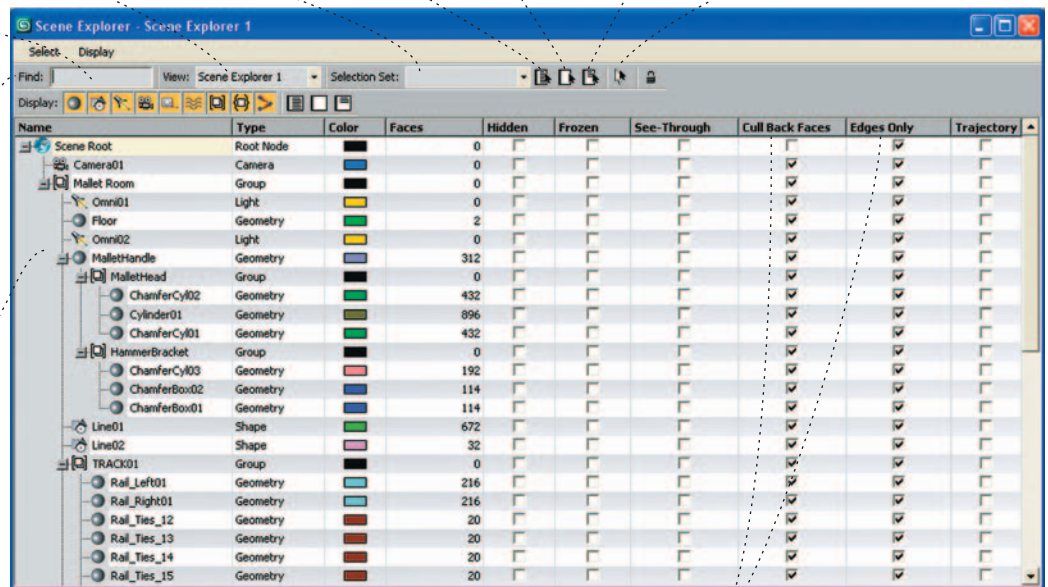 Scene Explorer - Scene Explorer 1
Select Display
Find: View: Scene Explorer 1 Selection Set:
Display:
Name Type Color Faces Hidden Frozen See-Through Cull Back Faces Edges Only Trajectory
Scene Root Root Node 0
Camera01 Camera 0
Mallet Room Group 0
Omni01 Light 0
Floor Geometry 2
Omni02 Light 0
MalletHandle Geometry 312
MalletHead Group 0
ChamferCyl02 Geometry 432
Cylinder01 Geometry 896
ChamferCyl01 Geometry 432
HammerBracket Group 0
ChamferCyl03 Geometry 192
ChamferBox02 Geometry 114
ChamferBox01 Geometry 114
Line01 Shape 672
Line02 Shape 32
TRACK01 Group 0
Rail_Left01 Geometry 216
Rail_Right01 Geometry 216
Rail_Ties_12 Geometry 20
Rail_Ties_13 Geometry 20
Rail_Ties_14 Geometry 20
Rail_Ties_15 Geometry 20